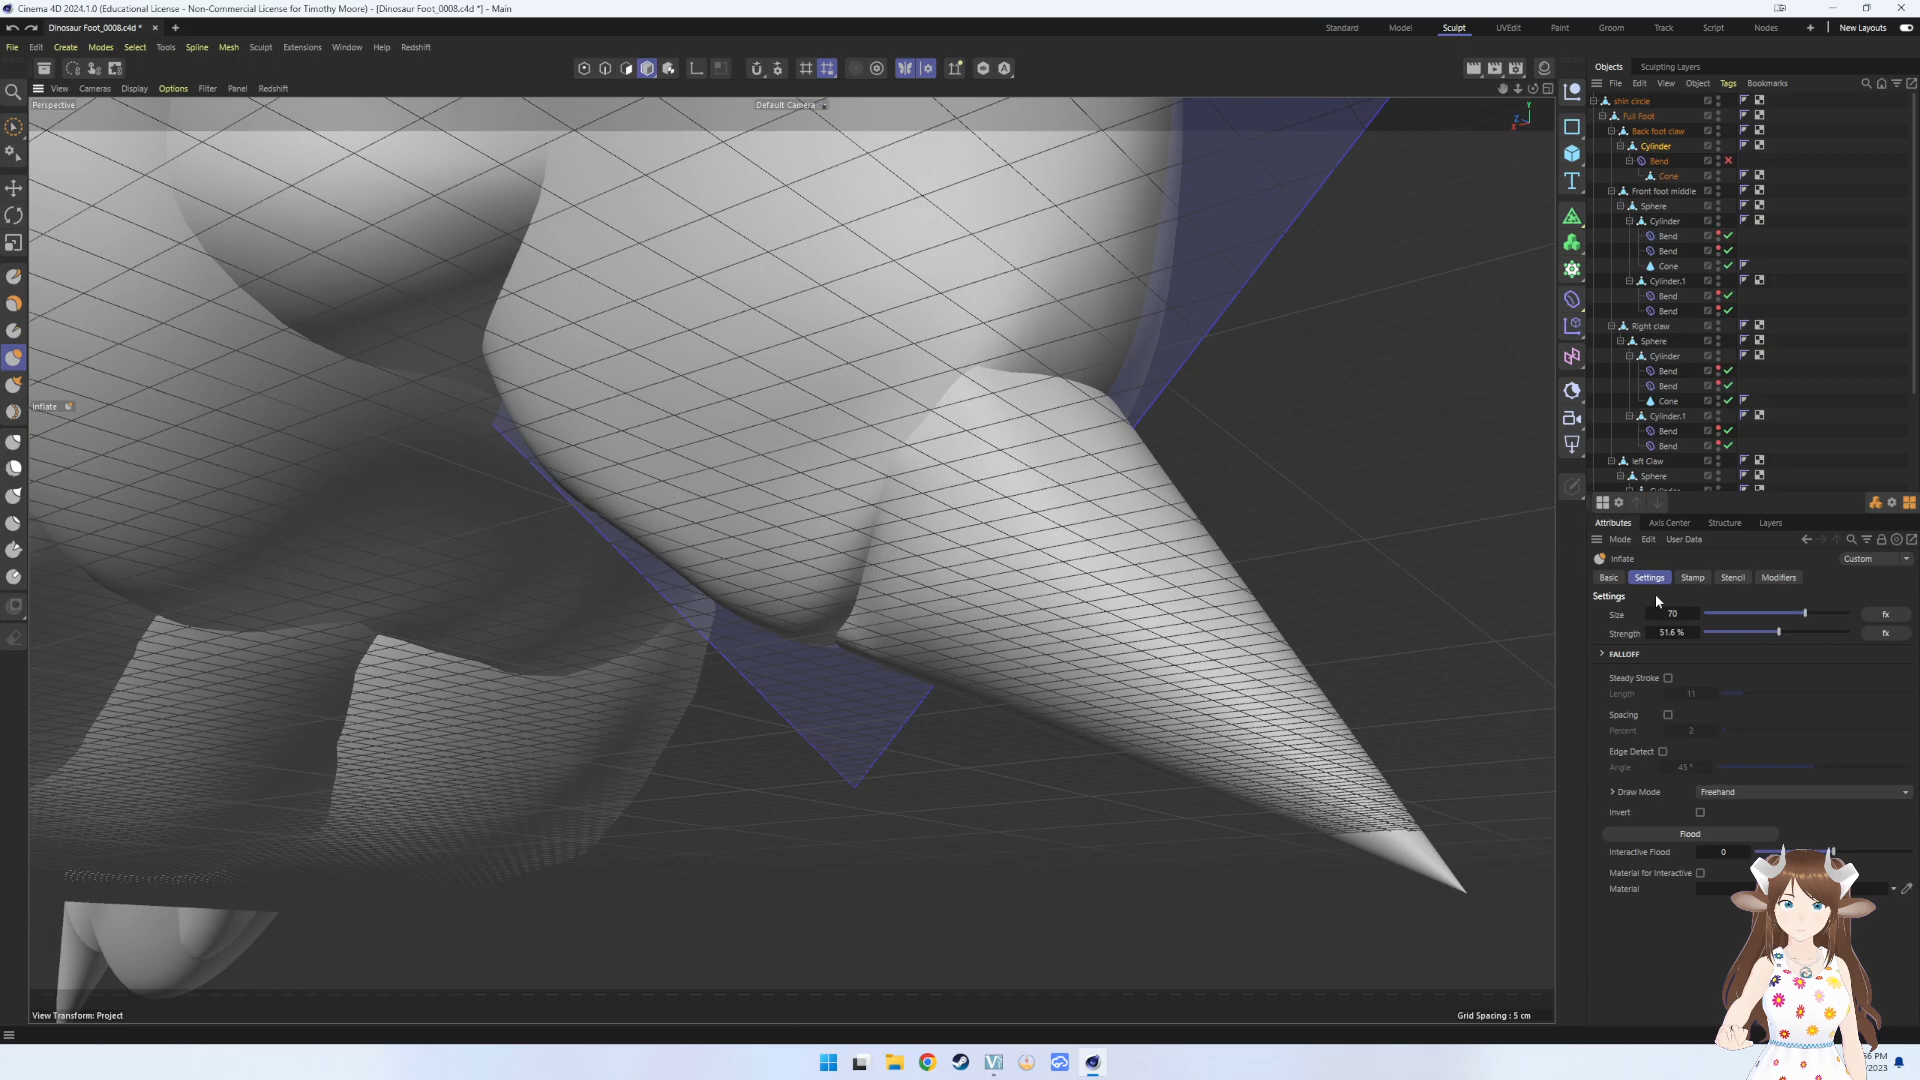 Cinema 4D 2024.1.0 (Educational License - Non-Commercial License for Timothy Moore) - [Dinosaur Foot_0008.c4d *] - Main
Dinosaur Foot_0008.c4d *
Standard Model Sculpt UVEdit Paint Groom Track Script Nodes New Layouts
File Edit Create Modes Select Tools Spline Mesh Sculpt Extensions Window Help Redshift
Objects Sculpting Layers
File Edit View Object Tags Bookmarks
View Cameras Display Options Filter Panel Redshift
Perspective
Default Camera
Y
Z
X
shin circle
Full Foot
Back foot claw
Cylinder
Bend
Cone
Front foot middle
Sphere
Cylinder
Bend
Bend
Cone
Cylinder.1
Bend
Bend
Right claw
Sphere
Cylinder
Bend
Bend
Cone
Cylinder.1
Bend
Bend
left Claw
Sphere
Cylinder
Inflate
Attributes Axis Center Structure Layers
Mode Edit User Data
Inflate Custom
Basic Settings Stamp Stencil Modifiers
Settings
Size 70 fx
Strength 51.6 % fx
FALLOFF
Steady Stroke
Length 11
Spacing
Percent 2
Edge Detect
Angle 45 °
Draw Mode Freehand
Invert
Flood
Interactive Flood 0
Material for Interactive
Material
View Transform: Project
Grid Spacing : 5 cm
56 PM
/2023